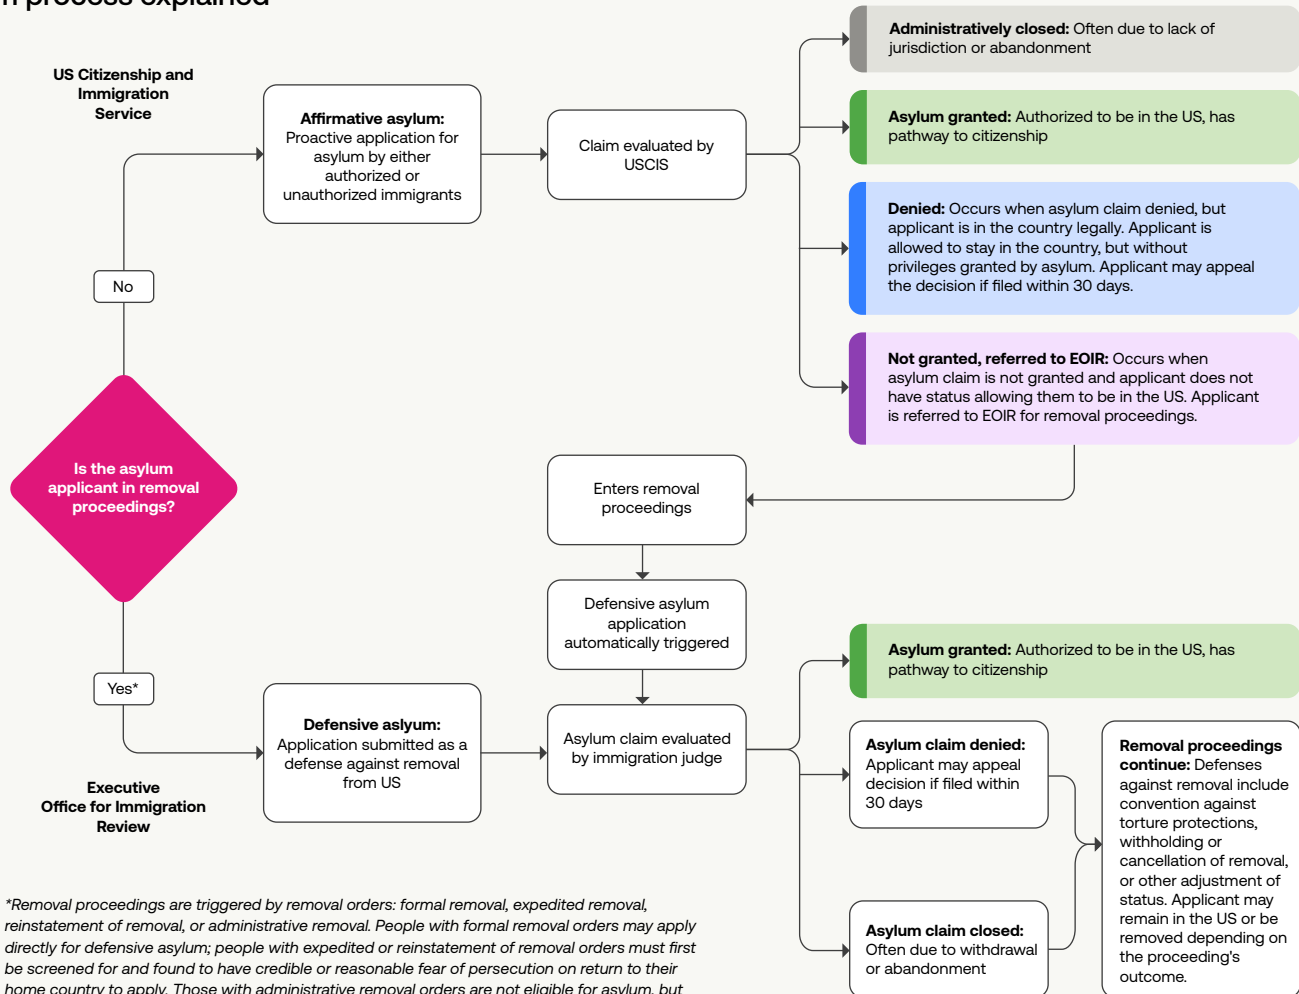 process explained
US Citizenship and
Immigration
Service
Affirmative asylum:
Proactive application for
asylum by either
authorized or
unauthorized immigrants
Claim evaluated by
USCIS
Administratively closed: Often due to lack of
jurisdiction or abandonment
Asylum granted: Authorized to be in the US, has
pathway to citizenship
Denied: Occurs when asylum claim denied, but
applicant is in the country legally. Applicant is
allowed to stay in the country, but without
privileges granted by asylum. Applicant may appeal
the decision if filed within 30 days.
Not granted, referred to EOIR: Occurs when
asylum claim is not granted and applicant does not
have status allowing them to be in the US. Applicant
is referred to EOIR for removal proceedings.
No
Is the asylum
applicant in removal
proceedings?
Yes*
Enters removal
proceedings
Defensive asylum
application
automatically triggered
Executive
Office for Immigration
Review
Defensive aslyum:
Application submitted as a
defense against removal
from US
Asylum claim evaluated
by immigration judge
Asylum granted: Authorized to be in the US, has
pathway to citizenship
Asylum claim denied:
Applicant may appeal
decision if filed within
30 days
Asylum claim closed:
Often due to withdrawal
or abandonment
Removal proceedings
continue: Defenses
against removal include
convention against
torture protections,
withholding or
cancellation of removal,
or other adjustment of
status. Applicant may
remain in the US or be
removed depending on
the proceeding's
outcome.
*Removal proceedings are triggered by removal orders: formal removal, expedited removal,
reinstatement of removal, or administrative removal. People with formal removal orders may apply
directly for defensive asylum; people with expedited or reinstatement of removal orders must first
be screened for and found to have credible or reasonable fear of persecution on return to their
home country to apply. Those with administrative removal orders are not eligible for asylum, but